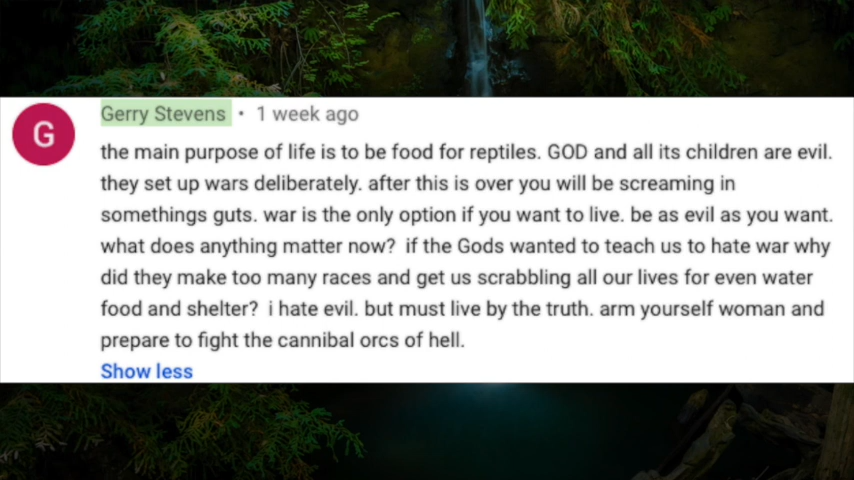 G
Gerry Stevens • 1 week ago
the main purpose of life is to be food for reptiles. GOD and all its children are evil.
they set up wars deliberately. after this is over you will be screaming in
somethings guts. war is the only option if you want to live. be as evil as you want.
what does anything matter now?  if the Gods wanted to teach us to hate war why
did they make too many races and get us scrabbling all our lives for even water
food and shelter?  i hate evil. but must live by the truth. arm yourself woman and
prepare to fight the cannibal orcs of hell.
Show less